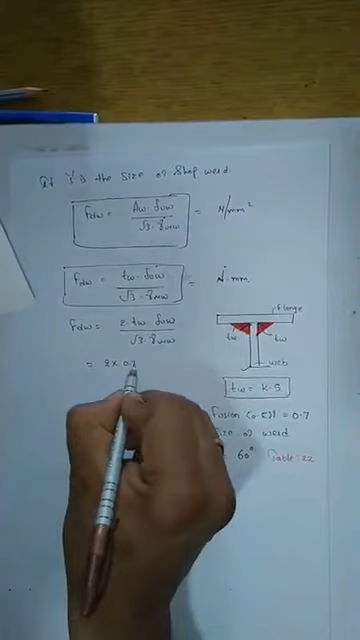 If 'S' is the Size of Shop weld
fdw = Aw · fuw / √3 · γmw = N/mm²
fdw = tw · fuw / √3 · γmw = N·mm
fdw = 2 · tw · fuw / √3 · γmw
= 2 × 0.7
flange
tw tw
web
tw = K·S
fusion = 0.7
Size of weld
60° Table:22